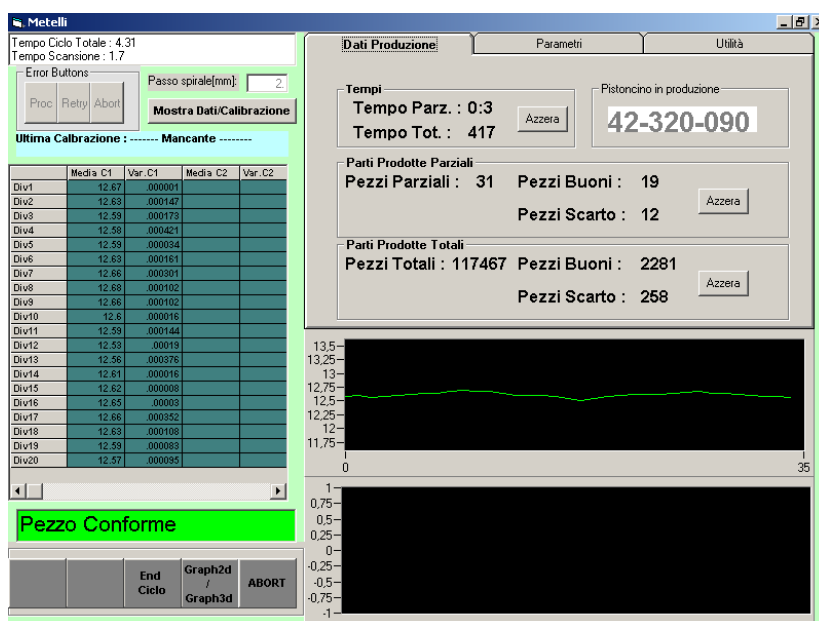 Metelli
Tempo Ciclo Totale : 4.31
Tempo Scansione : 1.7
Error Buttons
Proc Retry Abort
Passo spirale[mm]: 2
Mostra Dati/Calibrazione
Ultima Calbrazione : ------- Mancante --------
Media C1 Var.C1 Media C2 Var.C2
Div1 12.67 .000001
Div2 12.63 .000147
Div3 12.59 .000173
Div4 12.58 .000421
Div5 12.59 .000034
Div6 12.63 .000161
Div7 12.66 .000301
Div8 12.68 .000102
Div9 12.66 .000102
Div10 12.6 .000016
Div11 12.59 .000144
Div12 12.53 .00019
Div13 12.56 .000376
Div14 12.61 .000016
Div15 12.62 .000008
Div16 12.65 .00003
Div17 12.66 .000352
Div18 12.63 .000108
Div19 12.59 .000083
Div20 12.57 .000095
Pezzo Conforme
End Ciclo
Graph2d / Graph3d
ABORT
Dati Produzione Parametri Utilità
Tempi
Tempo Parz. : 0:3
Tempo Tot. : 417
Azzera
Pistoncino in produzione
42-320-090
Parti Prodotte Parziali
Pezzi Parziali : 31 Pezzi Buoni : 19
Pezzi Scarto : 12
Azzera
Parti Prodotte Totali
Pezzi Totali : 117467 Pezzi Buoni : 2281
Pezzi Scarto : 258
Azzera
13,5
13,25
13
12,75
12,5
12,25
12
11,75
0 35
1
0,75
0,5
0,25
0
-0,25
-0,5
-0,75
-1